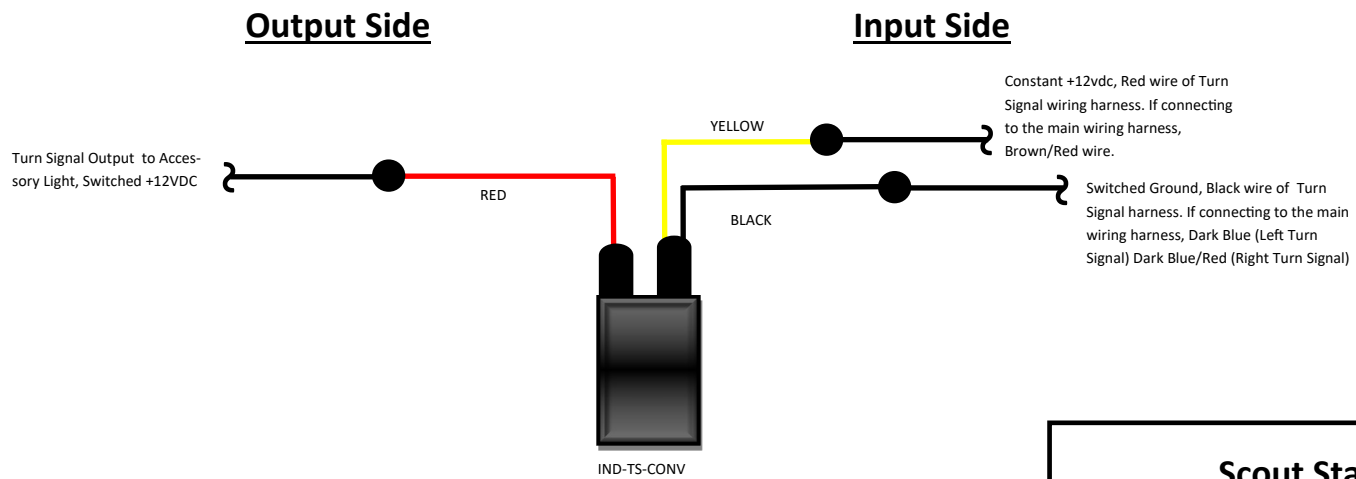 Output Side
Input Side
Constant +12vdc, Red wire of Turn
Signal wiring harness. If connecting
to the main wiring harness,
Brown/Red wire.
YELLOW
Turn Signal Output to Acces-
sory Light, Switched +12VDC
RED
Switched Ground, Black wire of Turn
Signal harness. If connecting to the main
wiring harness, Dark Blue (Left Turn
Signal) Dark Blue/Red (Right Turn Signal)
BLACK
IND-TS-CONV
Scout Sta